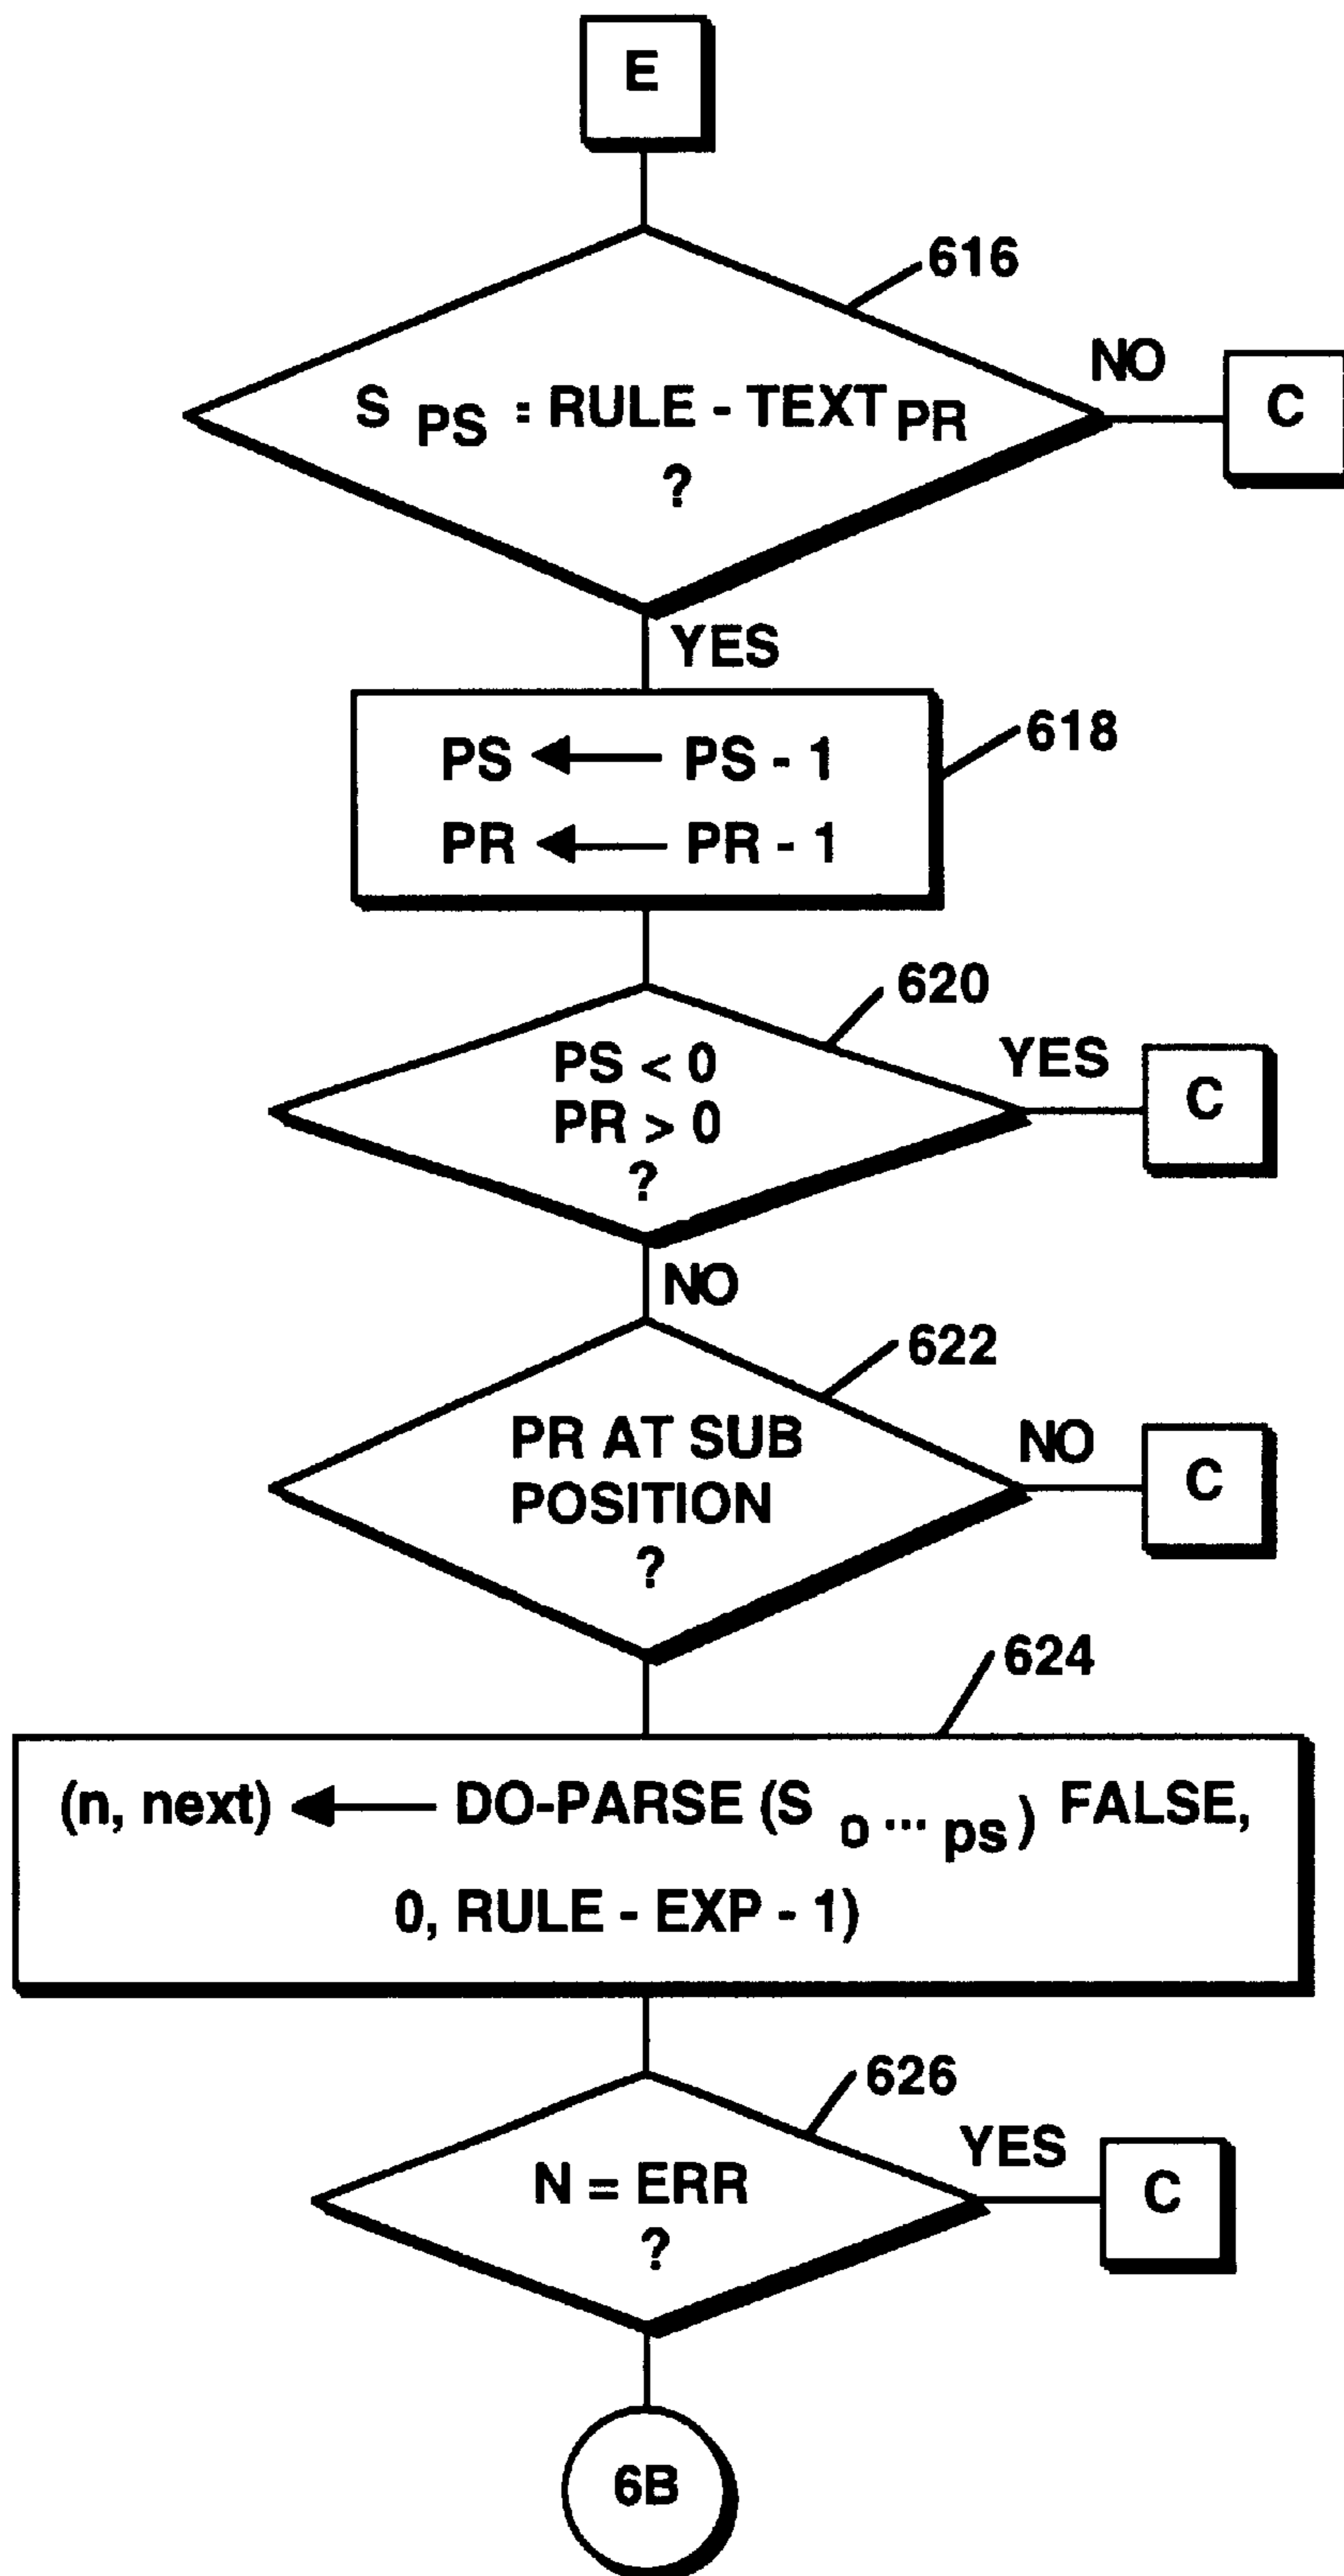 E
616
NO
S PS = RULE - TEXT PR
C
?
YES
618
PS ← PS - 1
PR ← PR - 1
620
PS < 0
YES
C
PR > 0
?
NO
622
PR AT SUB
NO
POSITION
C
?
624
(n, next) ← DO-PARSE (S 0 ... ps) FALSE,
0, RULE - EXP - 1)
626
YES
N = ERR
C
?
6B